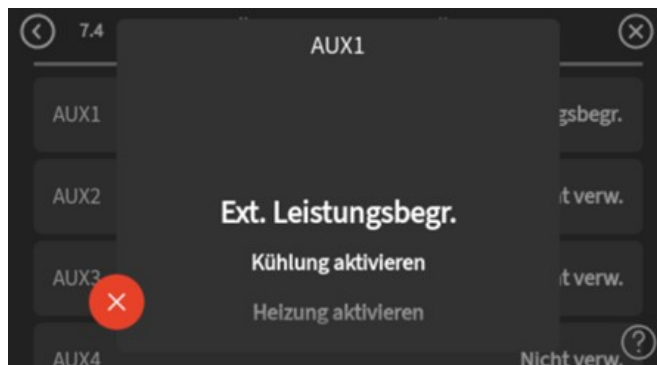 7.4
AUX1
AUX1
gsbegr.
AUX2
t verw.
Ext. Leistungsbegr.
Kühlung aktivieren
AUX3
t verw.
Heizung aktivieren
AUX4
Nicht verw.
?